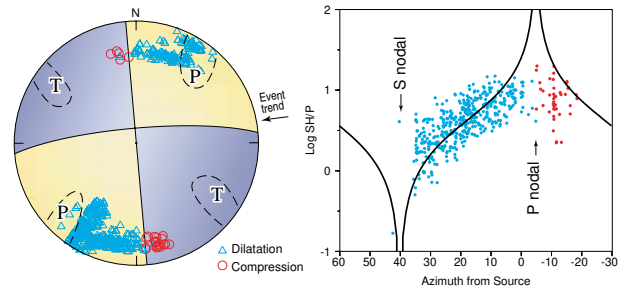 N
T
P
Event
trend
P
T
Dilatation
Compression
2
1
0
-1
Log SH/P
S nodal
P nodal
60 50 40 30 20 10 0 -10 -20 -30
Azimuth from Source